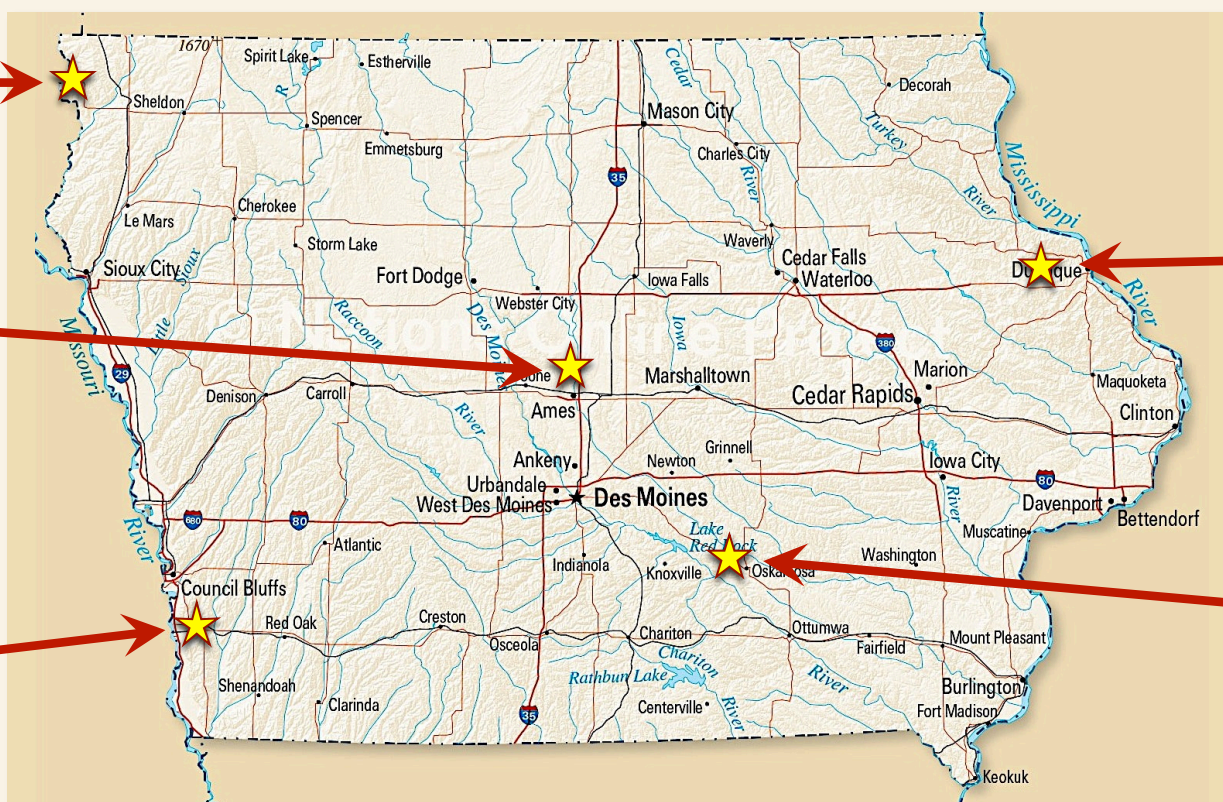 1670
Spirit Lake
Estherville
R
Cedar
Decorah
Sheldon
Spencer
Mason City
Turkey
Emmetsburg
Charles City
Mississippi
35
River
River
Le Mars
Cherokee
Storm Lake
Waverly
Cedar Falls
Sioux City
Sioux
Fort Dodge
Iowa Falls
Waterloo
River
Webster City
Missouri
Raccoon
Des Moine
Iowa
380
29
Marion
Marshalltown
Maquoketa
Denison
Carroll
Cedar Rapids
Ames
Clinton
River
Ankeny
Newton
Grinnell
Iowa City
Urbandale
80
West Des Moines
Des Moines
River
Davenport
Bettendorf
680
80
River
Lake
Muscatine
Atlantic
Washington
Indianola
Knoxville
Council Bluffs
Red Oak
Creston
Osceola
Chariton
Ottumwa
Fairfield
Mount Pleasant
Chariton
Rathbun Lake
River
Shenandoah
Clarinda
Burlington
Centerville
River
Fort Madison
35
Keokuk